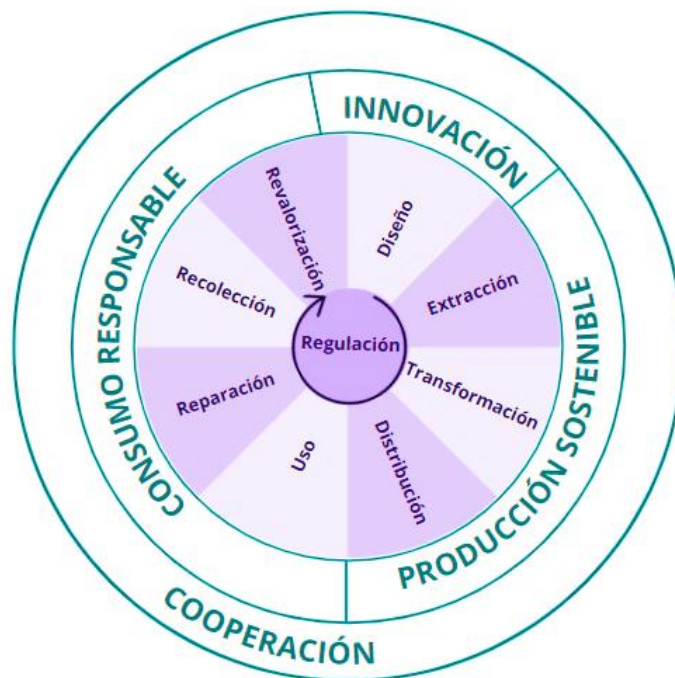 INNOVACIÓN
PRODUCCIÓN SOSTENIBLE
CONSUMO RESPONSABLE
COOPERACIÓN
Diseño
Extracción
Transformación
Distribución
Uso
Reparación
Recolección
Revalorización
Regulación